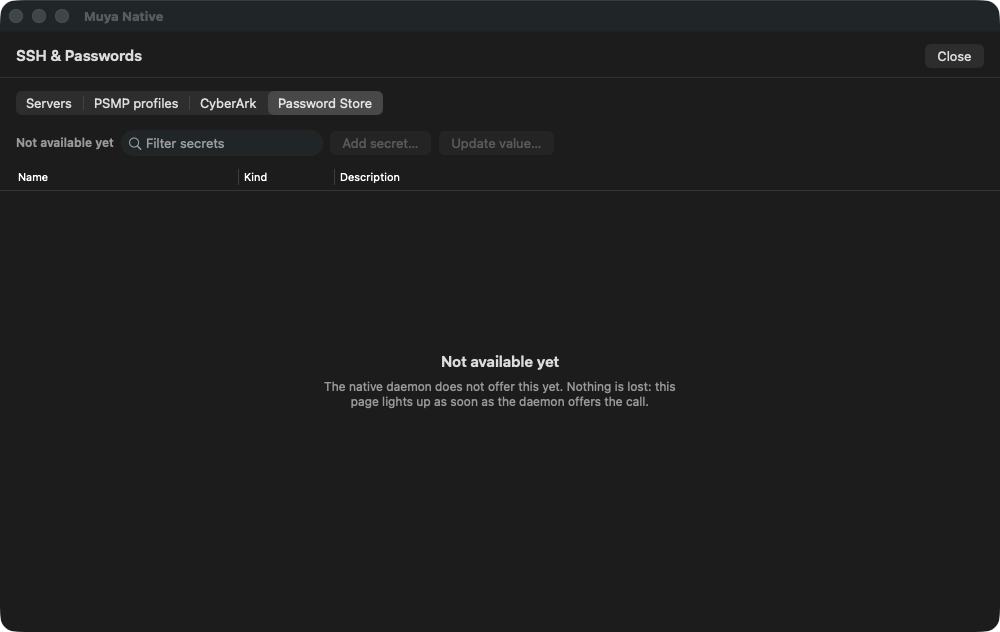 Muya Native
SSH & Passwords
Close
Servers
PSMP profiles
CyberArk
Password Store
Not available yet
Filter secrets
Add secret...
Update value...
Name
Kind
Description
Not available yet
The native daemon does not offer this yet. Nothing is lost: this
page lights up as soon as the daemon offers the call.